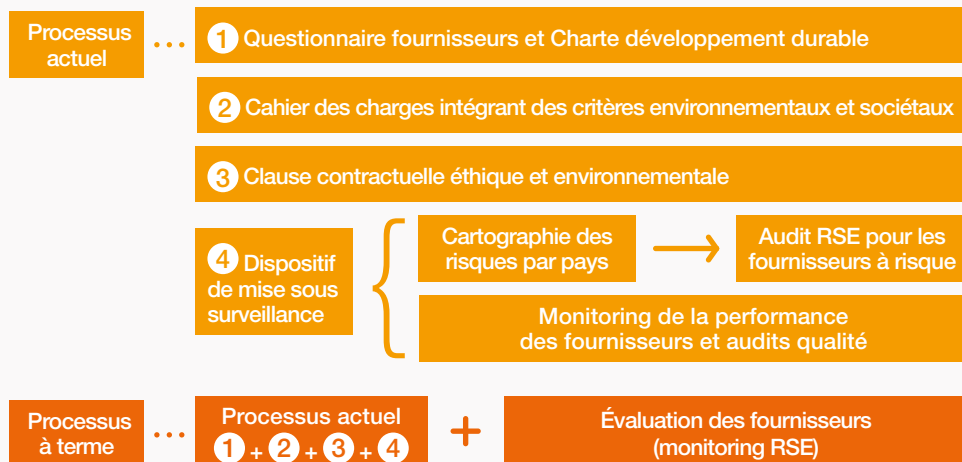 Processus
actuel
...
1 Questionnaire fournisseurs et Charte développement durable
2 Cahier des charges intégrant des critères environnementaux et sociétaux
3 Clause contractuelle éthique et environnementale
4 Dispositif
de mise sous
surveillance
Cartographie des
risques par pays
Audit RSE pour les
fournisseurs à risque
Monitoring de la performance
des fournisseurs et audits qualité
Processus
à terme
...
Processus actuel
1 + 2 + 3 + 4
+
Évaluation des fournisseurs
(monitoring RSE)